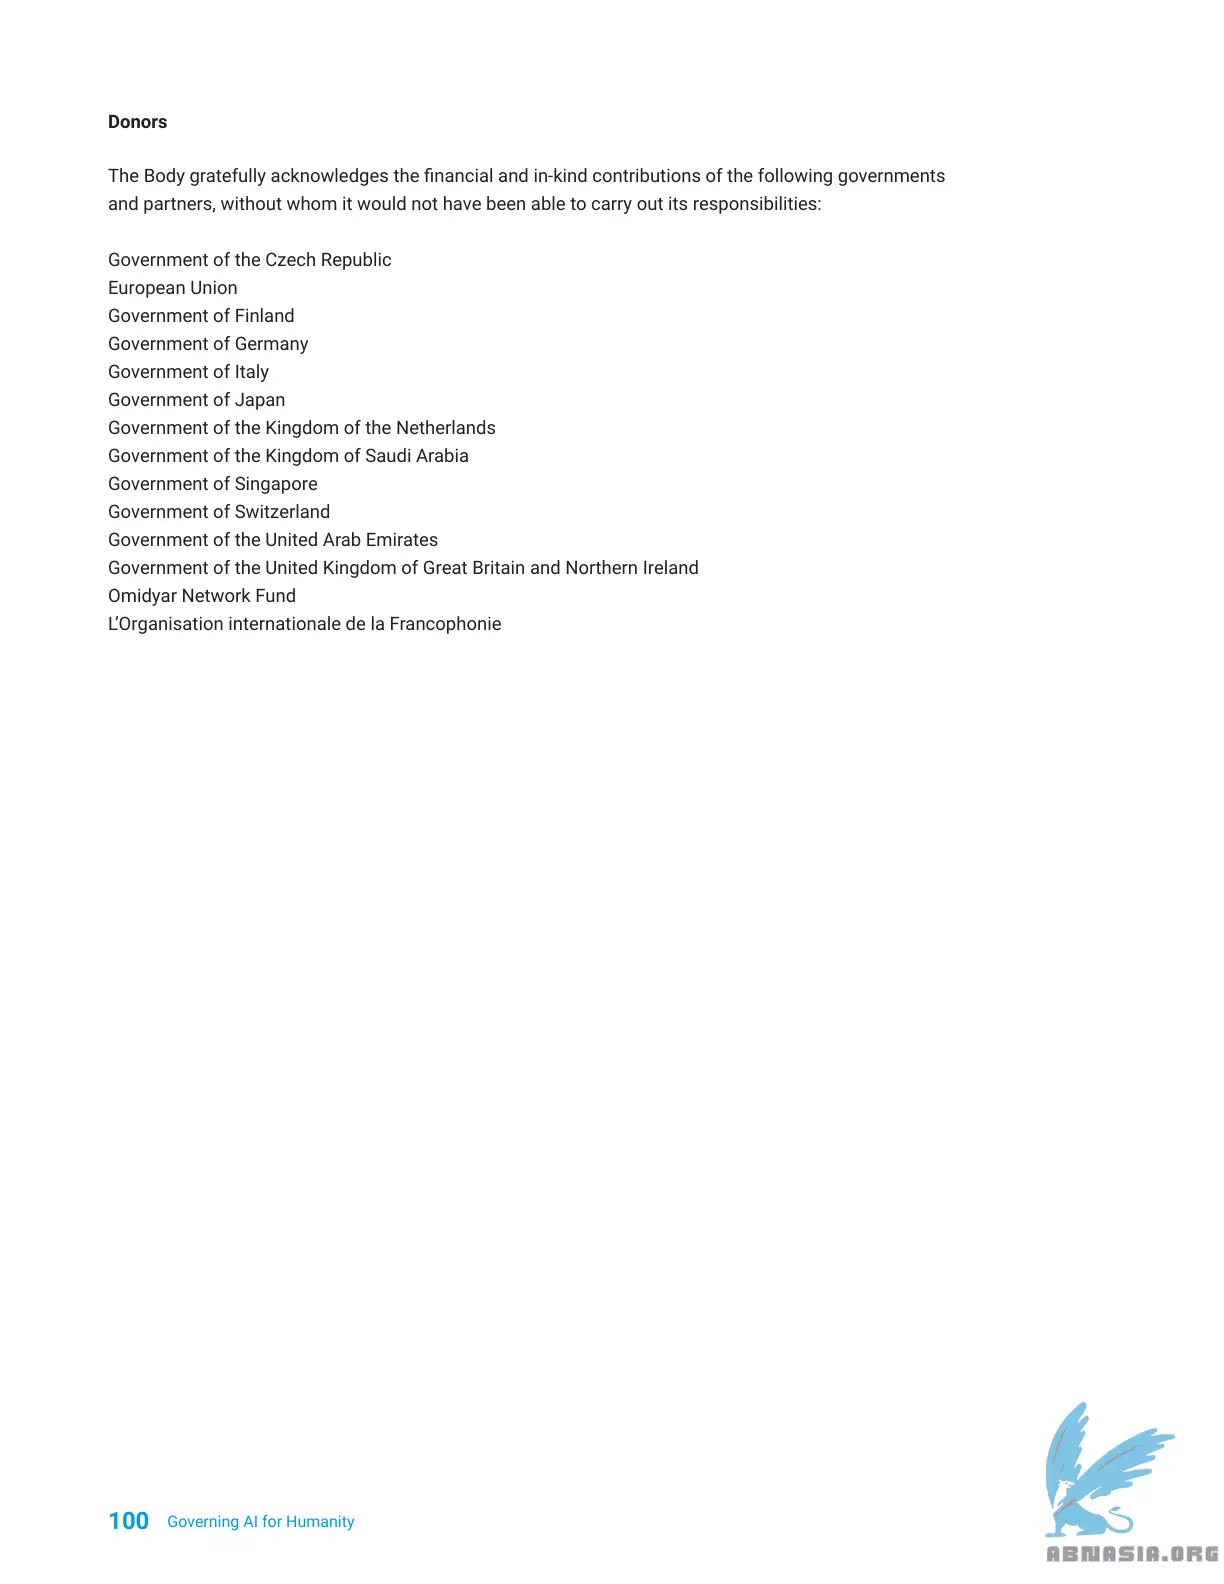 Donors
The Body gratefully acknowledges the financial and in-kind contributions of the following governments
and partners, without whom it would not have been able to carry out its responsibilities:
Government of the Czech Republic
European Union
Government of Finland
Government of Germany
Government of Italy
Government of Japan
Government of the Kingdom of the Netherlands
Government of the Kingdom of Saudi Arabia
Government of Singapore
Government of Switzerland
Government of the United Arab Emirates
Government of the United Kingdom of Great Britain and Northern Ireland
Omidyar Network Fund
L’Organisation internationale de la Francophonie
100 Governing AI for Humanity
ABNASIA.ORG